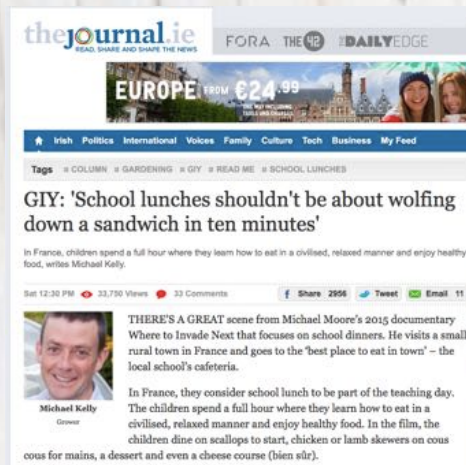 thejournal.ie
READ, SHARE AND SHAPE THE NEWS
FORA THE 42 THE DAILYEDGE
EUROPE FROM €24.99
ONE WAY INCLUDING
TAXES AND CHARGES
Irish Politics International Voices Family Culture Tech Business My Feed
Tags # COLUMN # GARDENING # GIY # READ ME # SCHOOL LUNCHES
GIY: 'School lunches shouldn't be about wolfing
down a sandwich in ten minutes'
In France, children spend a full hour where they learn how to eat in a civilised, relaxed manner and enjoy healthy
food, writes Michael Kelly.
Sat 12:30 PM 33,750 Views 33 Comments Share 2956 Tweet Email 11
THERE'S A GREAT scene from Michael Moore's 2015 documentary
Where to Invade Next that focuses on school dinners. He visits a small
rural town in France and goes to the 'best place to eat in town' – the
local school's cafeteria.
Michael Kelly
Grower
In France, they consider school lunch to be part of the teaching day.
The children spend a full hour where they learn how to eat in a
civilised, relaxed manner and enjoy healthy food. In the film, the
children dine on scallops to start, chicken or lamb skewers on cous
cous for mains, a dessert and even a cheese course (bien sûr).